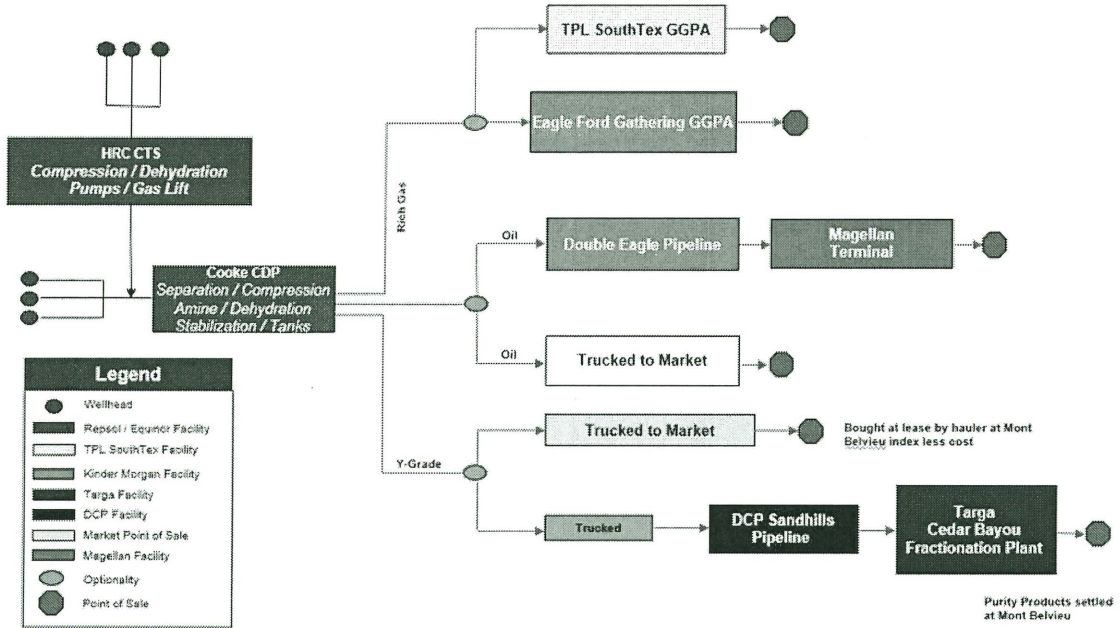 TPL SouthTex GGPA
Eagle Ford Gathering GGPA
HRC CTS
Compression / Dehydration
Pumps / Gas Lift
Rich Gas
Oil
Double Eagle Pipeline
Magellan
Terminal
Cooke CDP
Separation / Compression
Amine / Dehydration
Stabilization / Tanks
Oil
Trucked to Market
Legend
Wellhead
Repsol / Equinor Facility
TPL SouthTex Facility
Kinder Morgan Facility
Targa Facility
DCP Facility
Market Point of Sale
Magellan Facility
Optionality
Point of Sale
Y-Grade
Trucked to Market
Bought at lease by hauler at Mont
Belvieu index less cost
Trucked
DCP Sandhills
Pipeline
Targa
Cedar Bayou
Fractionation Plant
Purity Products settled
at Mont Belvieu